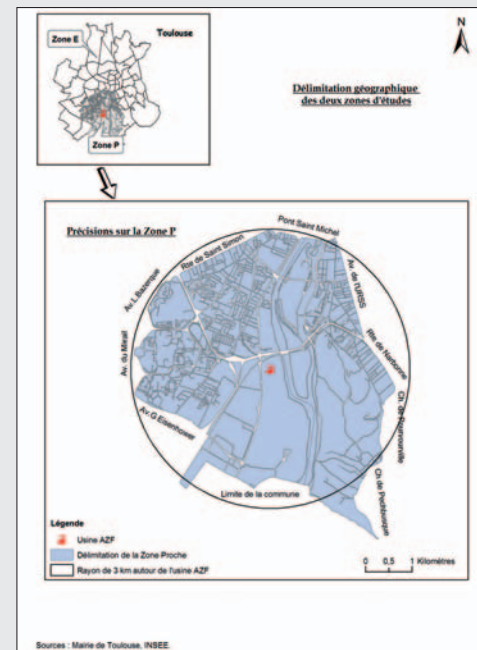 Toulouse
Zone E
Zone P
N
Délimitation géographique
des deux zones d'études
Précisions sur la Zone P
Pont Saint Michel
Rte de Saint Simon
Av. de l'URSS
Av. L Bazerque
Rte de Narbonne
Av. du Mirail
Av. G Eisenhower
Ch. de Pechbusque
Limite de la commune
Légende
Usine AZF
Délimitation de la Zone Proche
Rayon de 3 km autour de l'usine AZF
0 0,5 1 Kilomètres
Sources : Mairie de Toulouse, INSEE.